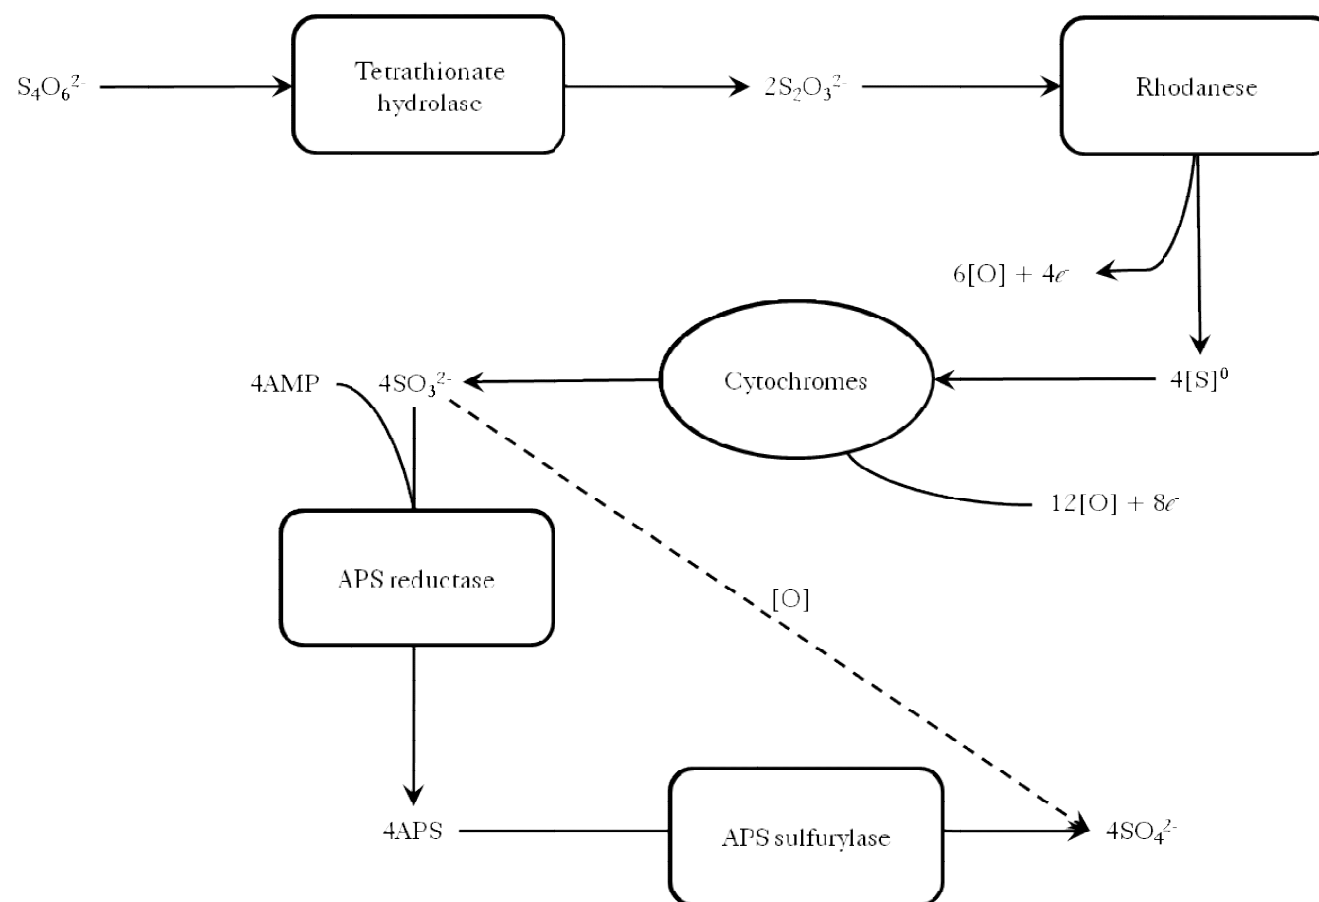 S₄O₆²⁻
Tetrathionate
hydrolase
2S₂O₃²⁻
Rhodanese
6[O] + 4e⁻
4AMP
4SO₃²⁻
Cytochromes
4[S]⁰
12[O] + 8e⁻
APS reductase
[O]
4APS
APS sulfurylase
4SO₄²⁻